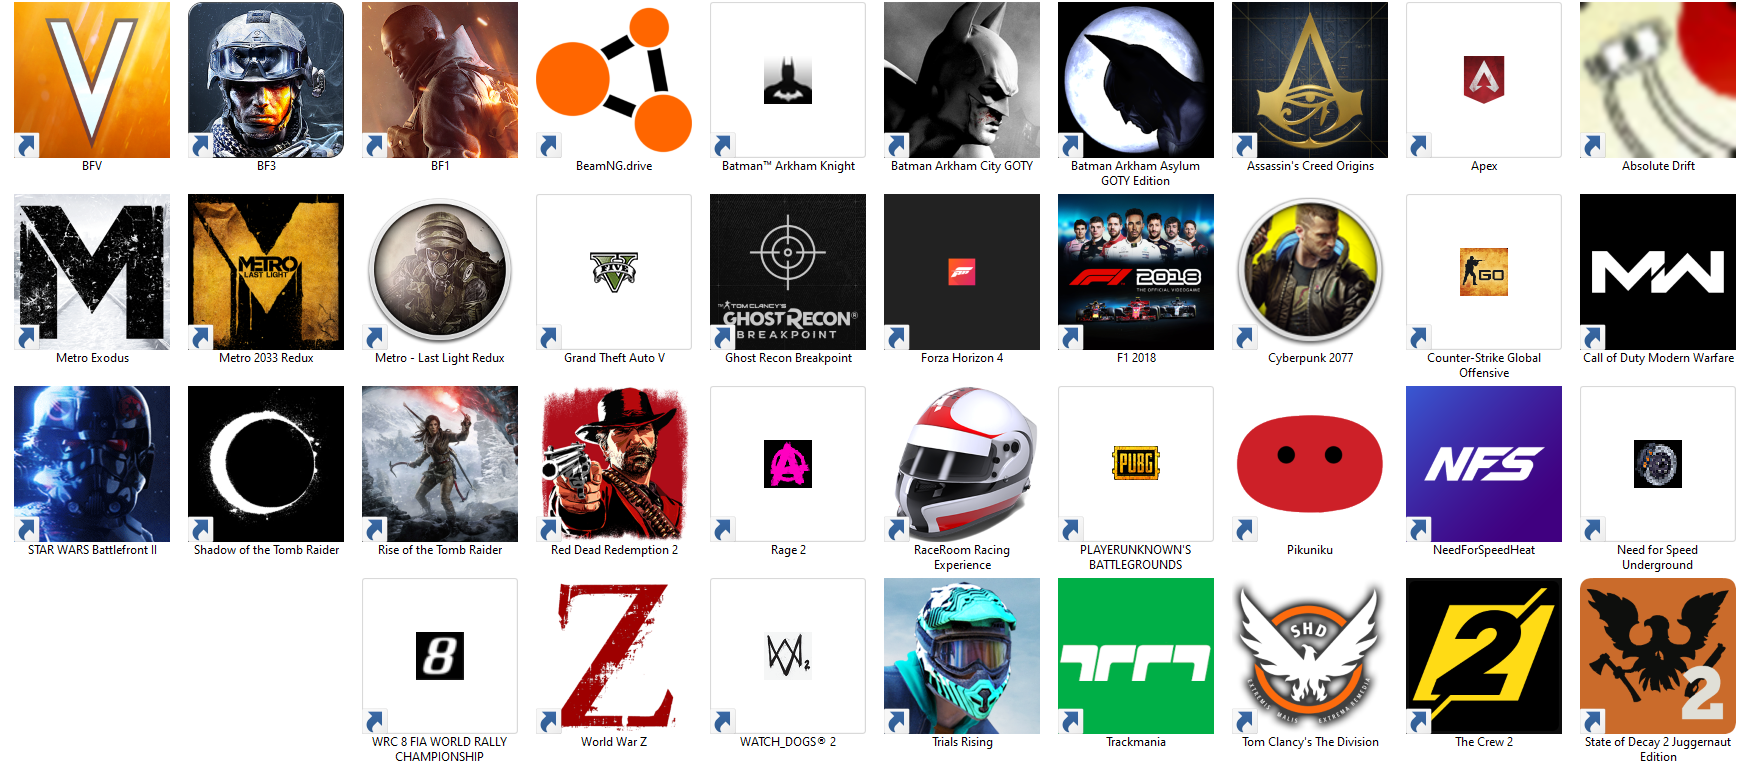 BFV
BF3
BF1
BeamNG.drive
Batman™ Arkham Knight
Batman Arkham City GOTY
Batman Arkham Asylum
GOTY Edition
Assassin's Creed Origins
Apex
Absolute Drift
METRO
LAST LIGHT
FIVE
TOM CLANCY'S
GHOST RECON®
BREAKPOINT
F1 2018
THE OFFICIAL VIDEOGAME
GO
MW
Metro Exodus
Metro 2033 Redux
Metro - Last Light Redux
Grand Theft Auto V
Ghost Recon Breakpoint
Forza Horizon 4
F1 2018
Cyberpunk 2077
Counter-Strike Global
Offensive
Call of Duty Modern Warfare
PUBG
NFS
STAR WARS Battlefront II
Shadow of the Tomb Raider
Rise of the Tomb Raider
Red Dead Redemption 2
Rage 2
RaceRoom Racing
Experience
PLAYERUNKNOWN'S
BATTLEGROUNDS
Pikuniku
NeedForSpeedHeat
Need for Speed
Underground
8
Z
2
TM
SHD
EXTREMIS MALIS EXTREMA REMEDIA
2
2
WRC 8 FIA WORLD RALLY
CHAMPIONSHIP
World War Z
WATCH_DOGS® 2
Trials Rising
Trackmania
Tom Clancy's The Division
The Crew 2
State of Decay 2 Juggernaut
Edition